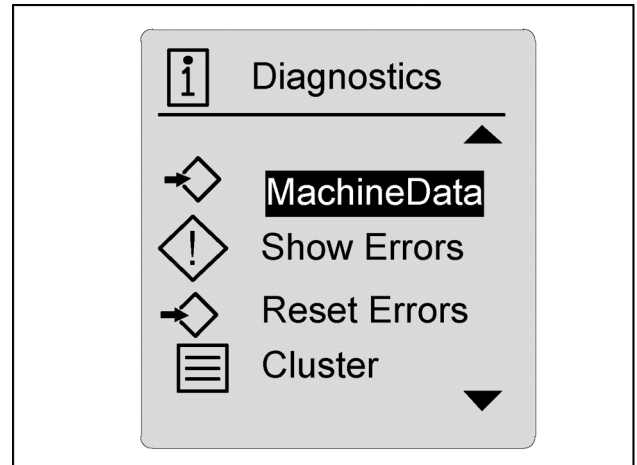 Diagnostics
MachineData
Show Errors
Reset Errors
Cluster